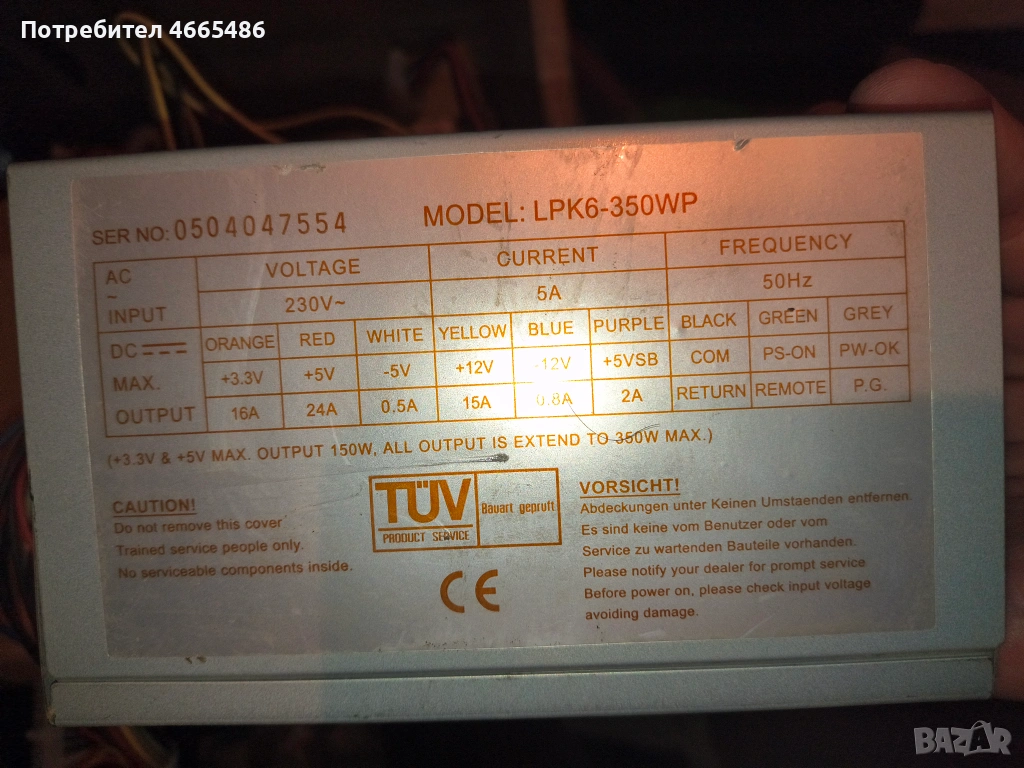 Потребител 4665486
SER NO: 0504047554 MODEL: LPK6-350WP
AC ~ INPUT VOLTAGE CURRENT FREQUENCY
230V~ 5A 50Hz
DC MAX. OUTPUT ORANGE RED WHITE YELLOW BLUE PURPLE BLACK GREEN GREY
+3.3V +5V -5V +12V -12V +5VSB COM PS-ON PW-OK
16A 24A 0.5A 15A 0.8A 2A RETURN REMOTE P.G.
(+3.3V & +5V MAX. OUTPUT 150W, ALL OUTPUT IS EXTEND TO 350W MAX.)
CAUTION!
Do not remove this cover
Trained service people only.
No serviceable components inside.
TÜV
PRODUCT SERVICE
Bauart geprüft
CE
VORSICHT!
Abdeckungen unter Keinen Umstaenden entfernen.
Es sind keine vom Benutzer oder vom
Service zu wartenden Bauteile vorhanden.
Please notify your dealer for prompt service
Before power on, please check input voltage
avoiding damage.
BAZAR